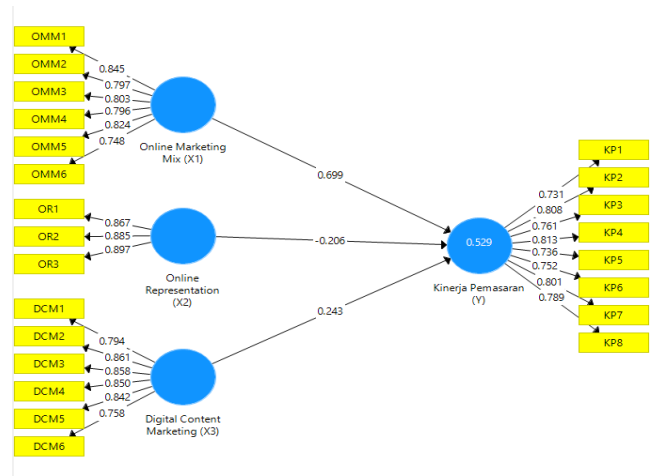 OMM1
OMM2
OMM3
OMM4
OMM5
OMM6
0.845
0.797
0.803
0.796
0.824
0.748
Online Marketing
Mix (X1)
OR1
OR2
OR3
0.867
0.885
0.897
Online
Representation
(X2)
DCM1
DCM2
DCM3
DCM4
DCM5
DCM6
0.794
0.861
0.858
0.850
0.842
0.758
Digital Content
Marketing (X3)
0.699
-0.206
0.243
0.529
Kinerja Pemasaran
(Y)
0.731
0.808
0.761
0.813
0.736
0.752
0.801
0.789
KP1
KP2
KP3
KP4
KP5
KP6
KP7
KP8